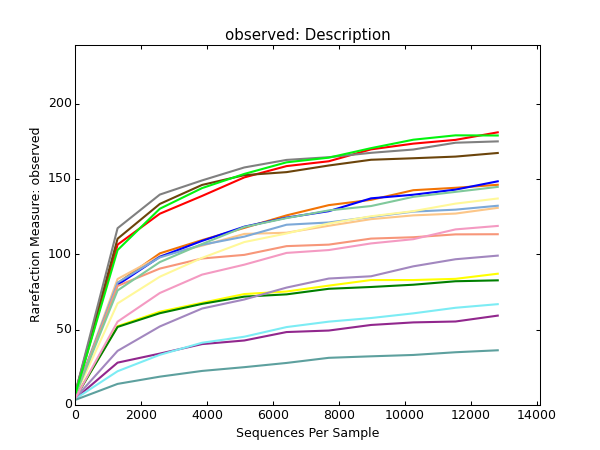 observed: Description
Rarefaction Measure: observed
200
150
100
50
0
0 2000 4000 6000 8000 10000 12000 14000
Sequences Per Sample